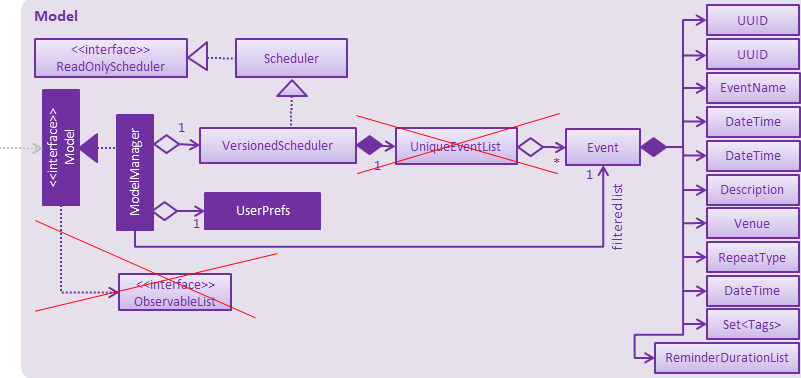 Model
<<interface>>
ReadOnlyScheduler
Scheduler
<<interface>>
Model
ModelManager
1
VersionedScheduler
1
UniqueEventList
*
Event
1
1
UserPrefs
filtered list
<<interface>>
ObservableList
UUID
UUID
EventName
DateTime
DateTime
Description
Venue
RepeatType
DateTime
Set<Tags>
ReminderDurationList